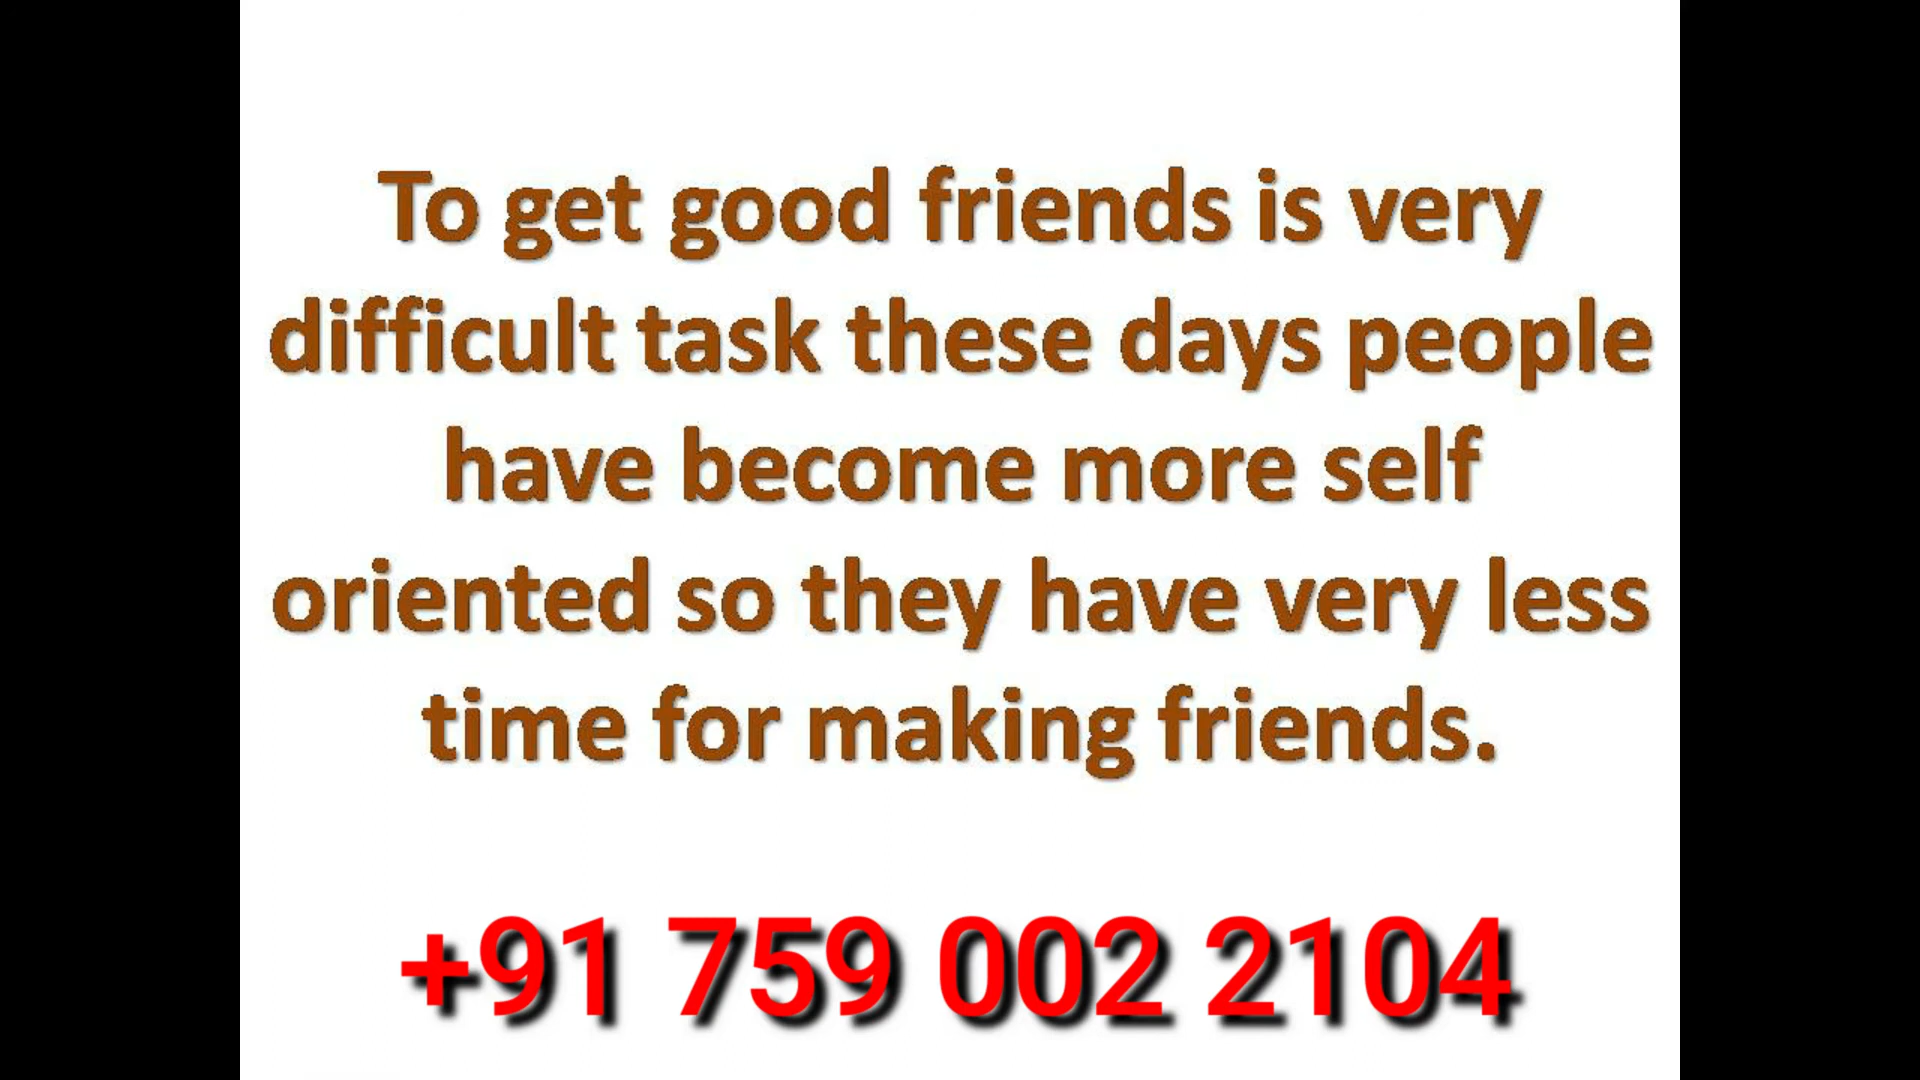 To get good friends is very
difficult task these days people
have become more self
oriented so they have very less
time for making friends.
+91 759 002 2104